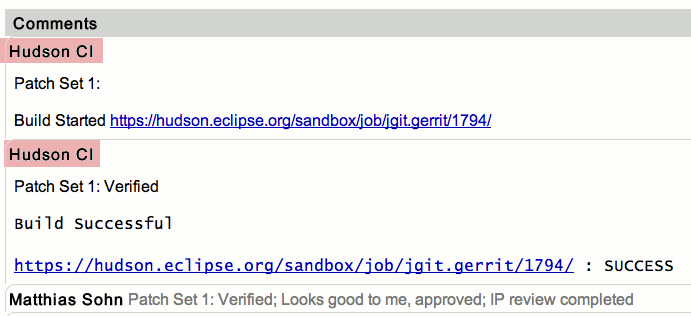 Comments
Hudson CI
Patch Set 1:
Build Started https://hudson.eclipse.org/sandbox/job/jgit.gerrit/1794/
Hudson CI
Patch Set 1: Verified
Build Successful
https://hudson.eclipse.org/sandbox/job/jgit.gerrit/1794/ : SUCCESS
Matthias Sohn Patch Set 1: Verified; Looks good to me, approved; IP review completed